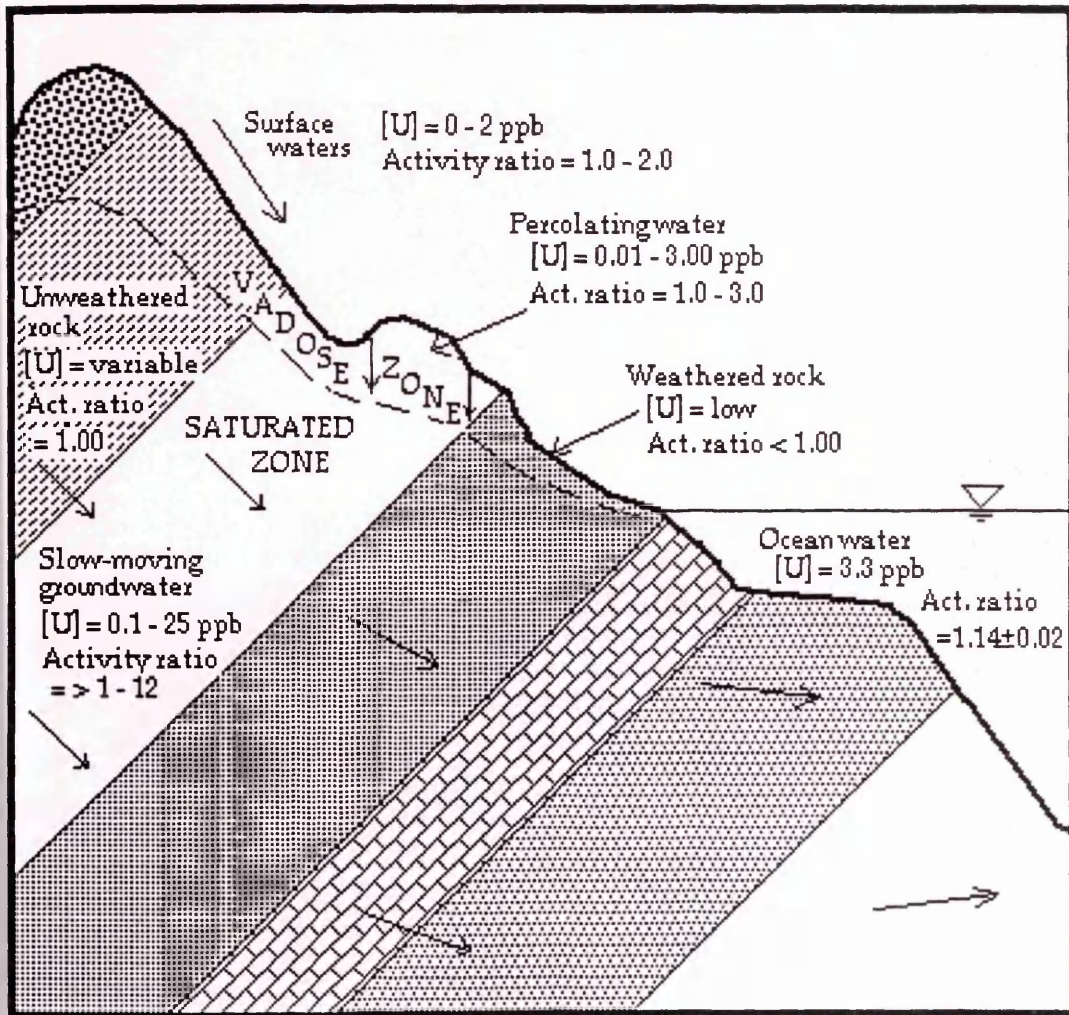 Surface waters
[U] = 0 - 2 ppb
Activity ratio = 1.0 - 2.0
Percolating water
[U] = 0.01 - 3.00 ppb
Act. ratio = 1.0 - 3.0
VADOSE ZONE
Unweathered
rock
[U] = variable
Act. ratio
= 1.00
Weathered rock
[U] = low
Act. ratio < 1.00
SATURATED
ZONE
Slow-moving
groundwater
[U] = 0.1 - 25 ppb
Activity ratio
= > 1 - 12
Ocean water
[U] = 3.3 ppb
Act. ratio
=1.14±0.02